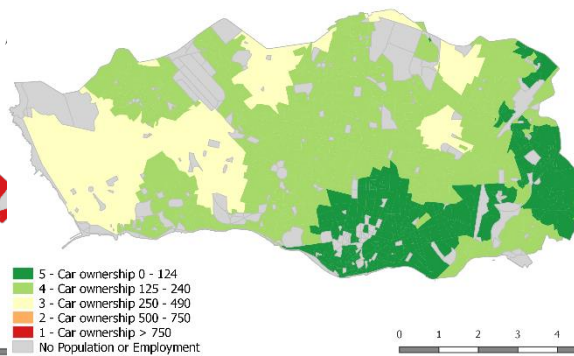 5 - Car ownership 0 - 124
4 - Car ownership 125 - 240
3 - Car ownership 250 - 490
2 - Car ownership 500 - 750
1 - Car ownership > 750
No Population or Employment
0 1 2 3 4